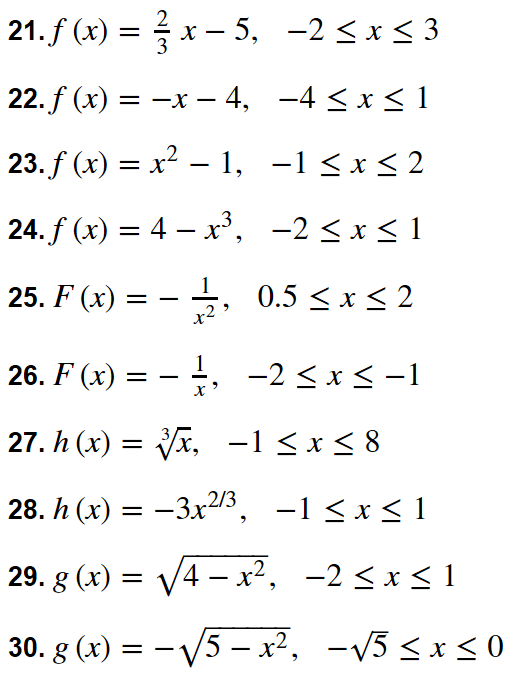 21. f (x) = 2/3 x − 5, −2 ≤ x ≤ 3
22. f (x) = −x − 4, −4 ≤ x ≤ 1
23. f (x) = x² − 1, −1 ≤ x ≤ 2
24. f (x) = 4 − x³, −2 ≤ x ≤ 1
25. F (x) = − 1/x², 0.5 ≤ x ≤ 2
26. F (x) = − 1/x, −2 ≤ x ≤ −1
27. h (x) = ∛x, −1 ≤ x ≤ 8
28. h (x) = −3x^{2/3}, −1 ≤ x ≤ 1
29. g (x) = √(4 − x²), −2 ≤ x ≤ 1
30. g (x) = −√(5 − x²), −√5 ≤ x ≤ 0